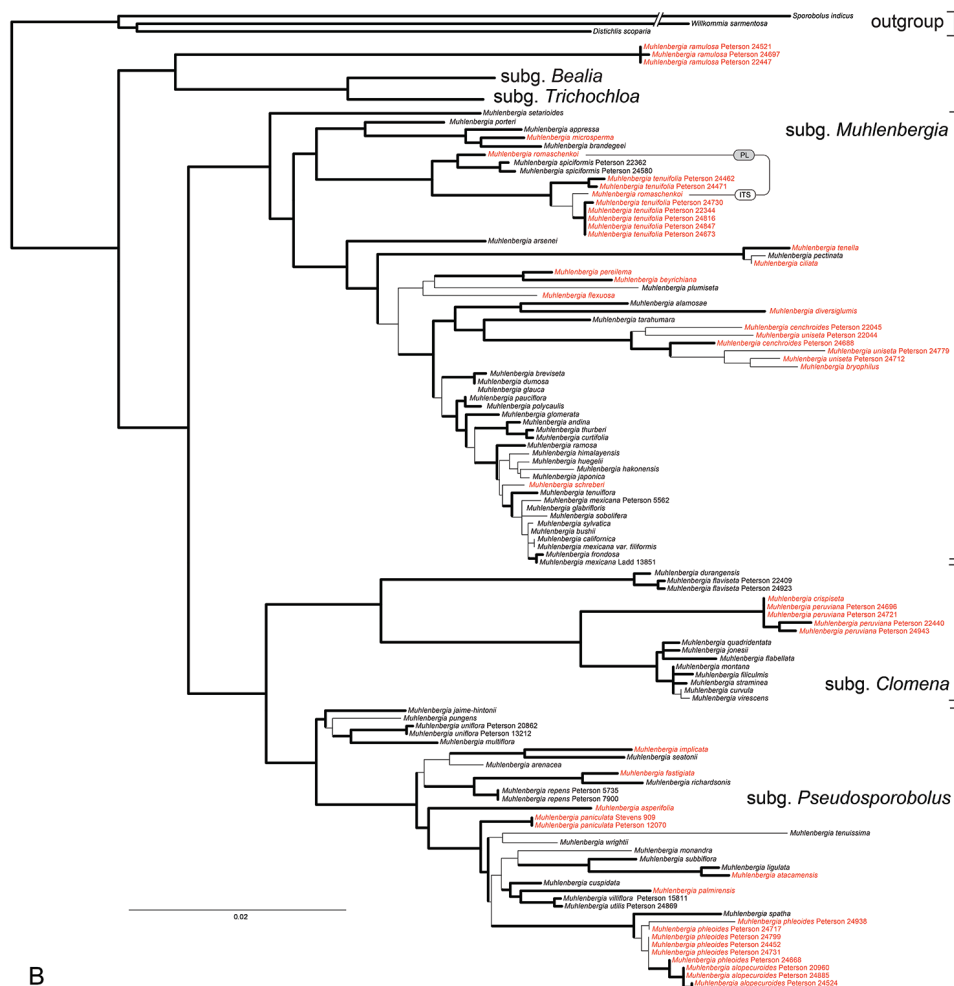 Sporobolus indicus
Willkommia sarmentosa
outgroup
Distichlis scoparia
Muhlenbergia ramulosa Peterson 24521
Muhlenbergia ramulosa Peterson 24697
Muhlenbergia ramulosa Peterson 22447
subg. Bealia
subg. Trichochloa
Muhlenbergia setarioides
Muhlenbergia porteri
subg. Muhlenbergia
Muhlenbergia appressa
Muhlenbergia microsperma
Muhlenbergia brandegeei
Muhlenbergia romaschenkoi
PL
Muhlenbergia spiciformis Peterson 22362
Muhlenbergia spiciformis Peterson 24580
Muhlenbergia tenuifolia Peterson 24462
Muhlenbergia tenuifolia Peterson 24471
Muhlenbergia romaschenkoi
ITS
Muhlenbergia tenuifolia Peterson 24730
Muhlenbergia tenuifolia Peterson 22344
Muhlenbergia tenuifolia Peterson 24816
Muhlenbergia tenuifolia Peterson 24847
Muhlenbergia tenuifolia Peterson 24673
Muhlenbergia arsenei
Muhlenbergia tenella
Muhlenbergia pectinata
Muhlenbergia ciliata
Muhlenbergia pereilema
Muhlenbergia beyrichiana
Muhlenbergia plumiseta
Muhlenbergia flexuosa
Muhlenbergia alamosae
Muhlenbergia diversiglumis
Muhlenbergia tarahumara
Muhlenbergia cenchroides Peterson 22045
Muhlenbergia uniseta Peterson 22044
Muhlenbergia cenchroides Peterson 24688
Muhlenbergia uniseta Peterson 24779
Muhlenbergia uniseta Peterson 24712
Muhlenbergia bryophilus
Muhlenbergia breviseta
Muhlenbergia dumosa
Muhlenbergia glauca
Muhlenbergia pauciflora
Muhlenbergia polycaulis
Muhlenbergia glomerata
Muhlenbergia andina
Muhlenbergia thurberi
Muhlenbergia curtifolia
Muhlenbergia ramosa
Muhlenbergia himalayensis
Muhlenbergia huegelii
Muhlenbergia hakonensis
Muhlenbergia japonica
Muhlenbergia schreberi
Muhlenbergia tenuiflora
Muhlenbergia mexicana Peterson 5562
Muhlenbergia glabrifloris
Muhlenbergia sobolifera
Muhlenbergia sylvatica
Muhlenbergia bushii
Muhlenbergia californica
Muhlenbergia mexicana var. filiformis
Muhlenbergia frondosa
Muhlenbergia mexicana Ladd 13851
Muhlenbergia durangensis
Muhlenbergia flaviseta Peterson 22409
Muhlenbergia flaviseta Peterson 24923
Muhlenbergia crispiseta
Muhlenbergia peruviana Peterson 24696
Muhlenbergia peruviana Peterson 24721
Muhlenbergia peruviana Peterson 22440
Muhlenbergia peruviana Peterson 24943
Muhlenbergia quadridentata
Muhlenbergia jonesii
Muhlenbergia flabellata
Muhlenbergia montana
Muhlenbergia filiculmis
Muhlenbergia straminea
subg. Clomena
Muhlenbergia curvula
Muhlenbergia virescens
Muhlenbergia jaime-hintonii
Muhlenbergia pungens
Muhlenbergia uniflora Peterson 20862
Muhlenbergia uniflora Peterson 13212
Muhlenbergia multiflora
Muhlenbergia implicata
Muhlenbergia seatonii
Muhlenbergia arenacea
Muhlenbergia fastigiata
Muhlenbergia richardsonis
Muhlenbergia repens Peterson 5735
Muhlenbergia repens Peterson 7900
subg. Pseudosporobolus
Muhlenbergia asperifolia
Muhlenbergia paniculata Stevens 909
Muhlenbergia paniculata Peterson 12070
Muhlenbergia tenuissima
Muhlenbergia wrightii
Muhlenbergia monandra
Muhlenbergia subbiflora
Muhlenbergia ligulata
Muhlenbergia atacamensis
Muhlenbergia cuspidata
Muhlenbergia palmirensis
Muhlenbergia villiflora Peterson 15811
Muhlenbergia utilis Peterson 24869
0.02
Muhlenbergia spatha
Muhlenbergia phleoides Peterson 24938
Muhlenbergia phleoides Peterson 24717
Muhlenbergia phleoides Peterson 24799
Muhlenbergia phleoides Peterson 24452
Muhlenbergia phleoides Peterson 24731
Muhlenbergia phleoides Peterson 24668
Muhlenbergia alopecuroides Peterson 20960
Muhlenbergia alopecuroides Peterson 24885
Muhlenbergia alopecuroides Peterson 24524
B